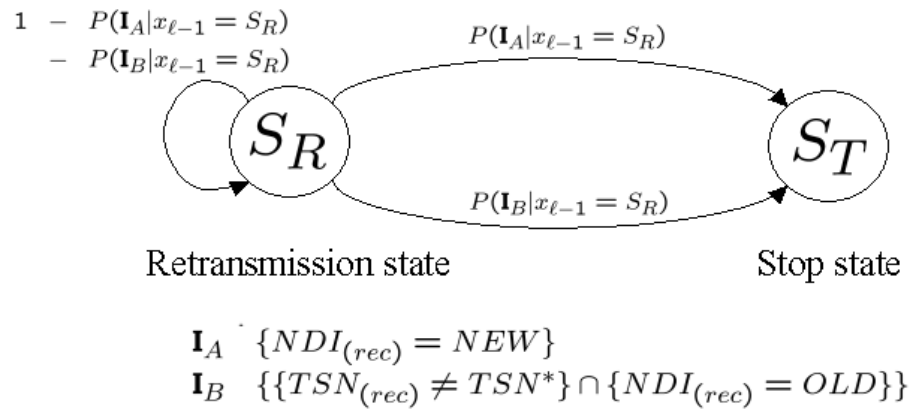 1 − P(I_A|x_{ℓ−1} = S_R)
− P(I_B|x_{ℓ−1} = S_R)
P(I_A|x_{ℓ−1} = S_R)
S_R
S_T
P(I_B|x_{ℓ−1} = S_R)
Retransmission state
Stop state
I_A {NDI_{(rec)} = NEW}
I_B {{TSN_{(rec)} ≠ TSN*}∩{NDI_{(rec)} = OLD}}